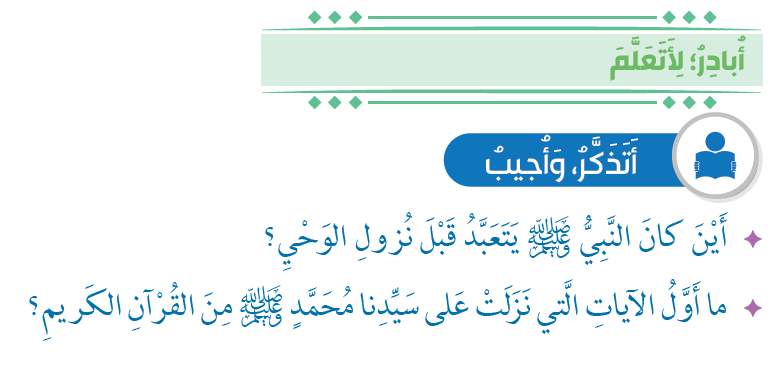 أُبادِرُ؛ لِأَتَعَلَّمَ
أَتَذَكَّرُ، وَأُجيبُ
أَيْنَ كانَ النَّبِيُّ ﷺ يَتَعَبَّدُ قَبْلَ نُزولِ الوَحْيِ؟
ما أَوَّلُ الآياتِ الَّتي نَزَلَتْ عَلى سَيِّدِنا مُحَمَّدٍ ﷺ مِنَ القُرْآنِ الكَريمِ؟